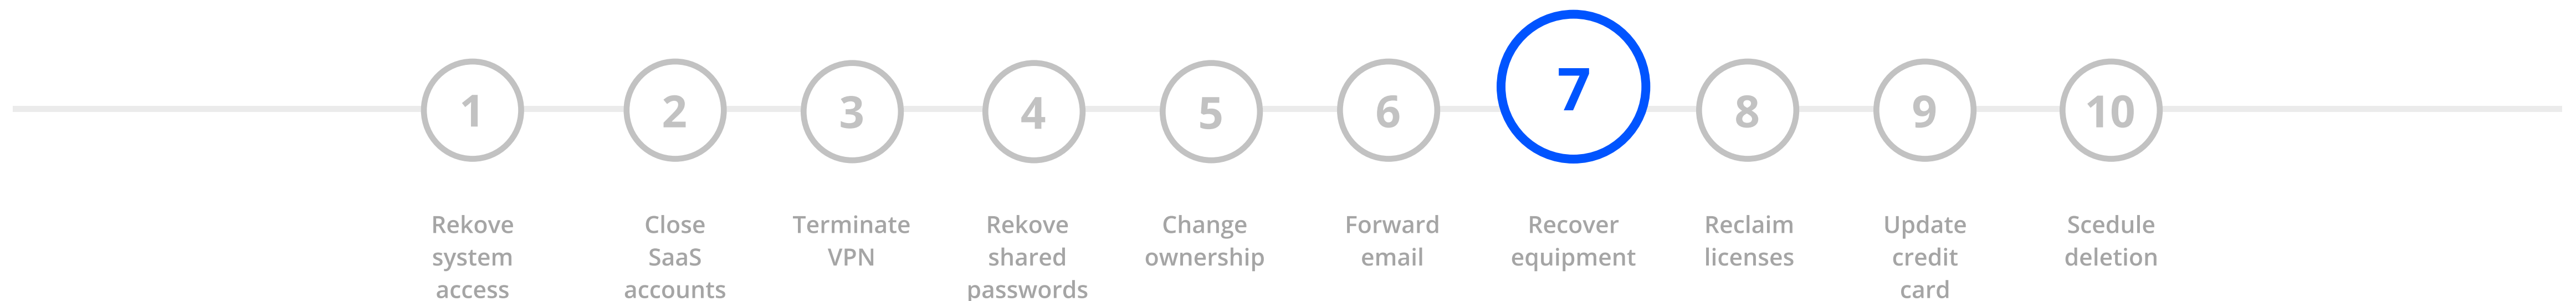 1
2
3
4
5
6
7
8
9
10
Rekove
system
access
Close
SaaS
accounts
Terminate
VPN
Rekove
shared
passwords
Change
ownership
Forward
email
Recover
equipment
Reclaim
licenses
Update
credit
card
Scedule
deletion